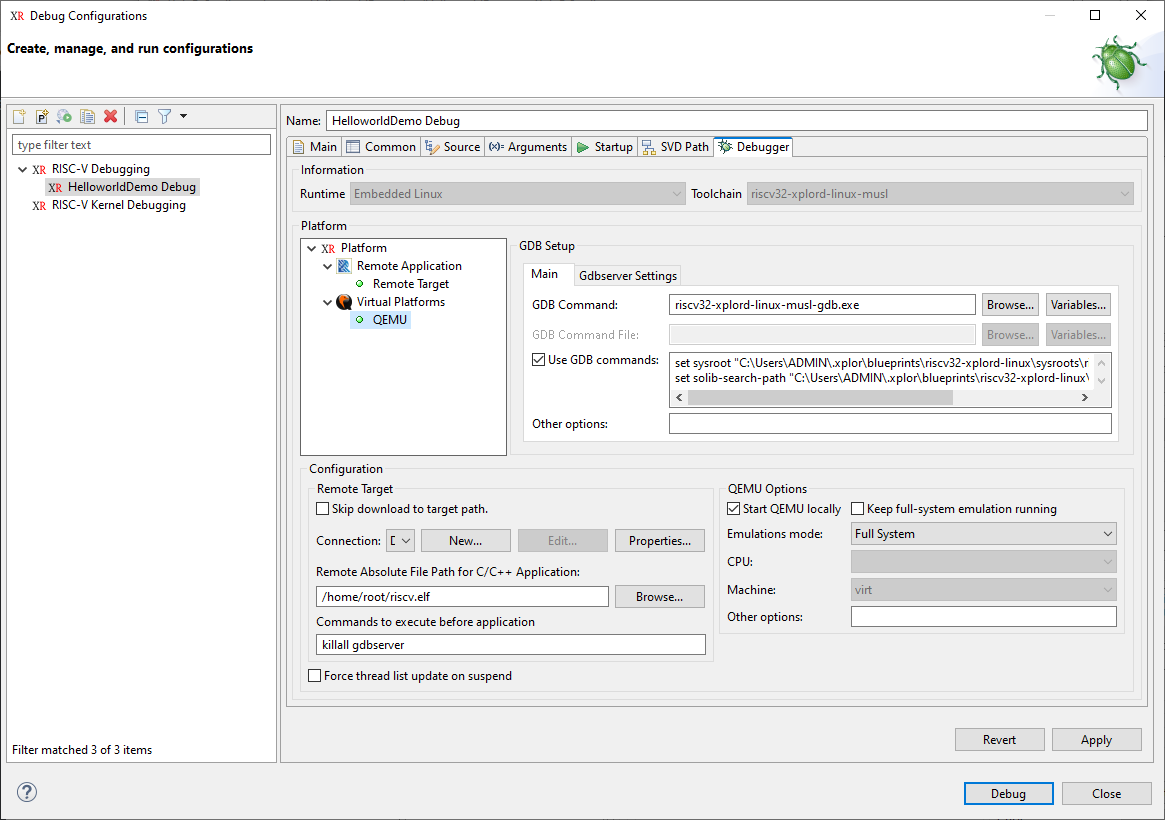 XR Debug Configurations
Create, manage, and run configurations
type filter text
XR RISC-V Debugging
XR HelloworldDemo Debug
XR RISC-V Kernel Debugging
Filter matched 3 of 3 items
Name: HelloworldDemo Debug
Main Common Source (x)= Arguments Startup SVD Path Debugger
Information
Runtime Embedded Linux Toolchain riscv32-xplord-linux-musl
Platform
XR Platform
Remote Application
Remote Target
Virtual Platforms
QEMU
GDB Setup
Main Gdbserver Settings
GDB Command: riscv32-xplord-linux-musl-gdb.exe Browse... Variables...
GDB Command File: Browse... Variables...
Use GDB commands: set sysroot "C:\Users\ADMIN\.xplor\blueprints\riscv32-xplord-linux\sysroots\r
set solib-search-path "C:\Users\ADMIN\.xplor\blueprints\riscv32-xplord-linux\
Other options:
Configuration
Remote Target
Skip download to target path.
Connection: New... Edit... Properties...
Remote Absolute File Path for C/C++ Application:
/home/root/riscv.elf Browse...
Commands to execute before application
killall gdbserver
Force thread list update on suspend
QEMU Options
Start QEMU locally Keep full-system emulation running
Emulations mode: Full System
CPU:
Machine: virt
Other options:
Revert Apply
? Debug Close